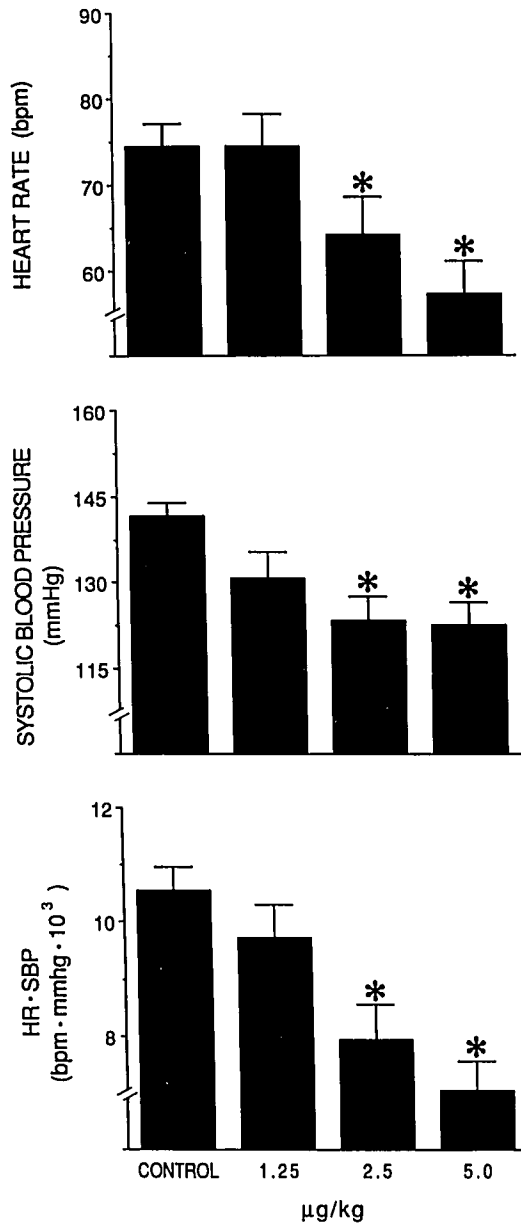 90
80
70
60
HEART RATE (bpm)
*
*
160
145
130
115
SYSTOLIC BLOOD PRESSURE
(mmHg)
*
*
12
10
8
HR·SBP
(bpm·mmhg·10³)
*
*
CONTROL 1.25 2.5 5.0
µg/kg